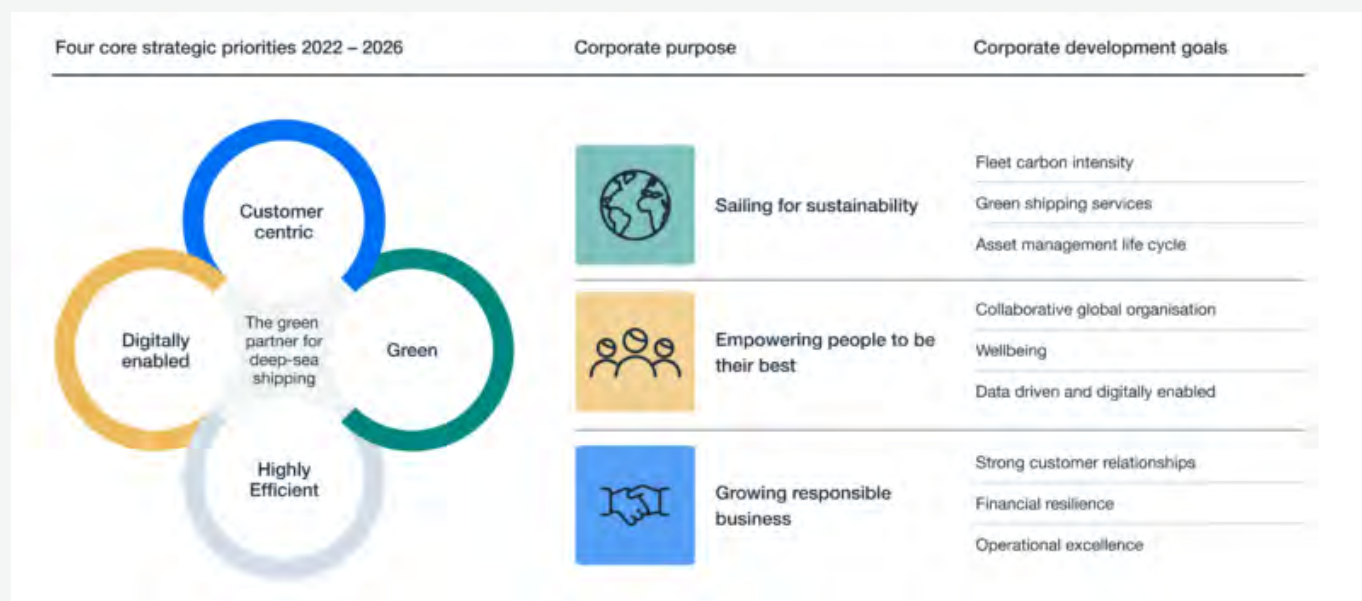 Four core strategic priorities 2022 – 2026
Corporate purpose
Corporate development goals
Customer
centric
Digitally
enabled
The green
partner for
deep-sea
shipping
Green
Highly
Efficient
Sailing for sustainability
Fleet carbon intensity
Green shipping services
Asset management life cycle
Empowering people to be
their best
Collaborative global organisation
Wellbeing
Data driven and digitally enabled
Growing responsible
business
Strong customer relationships
Financial resilience
Operational excellence